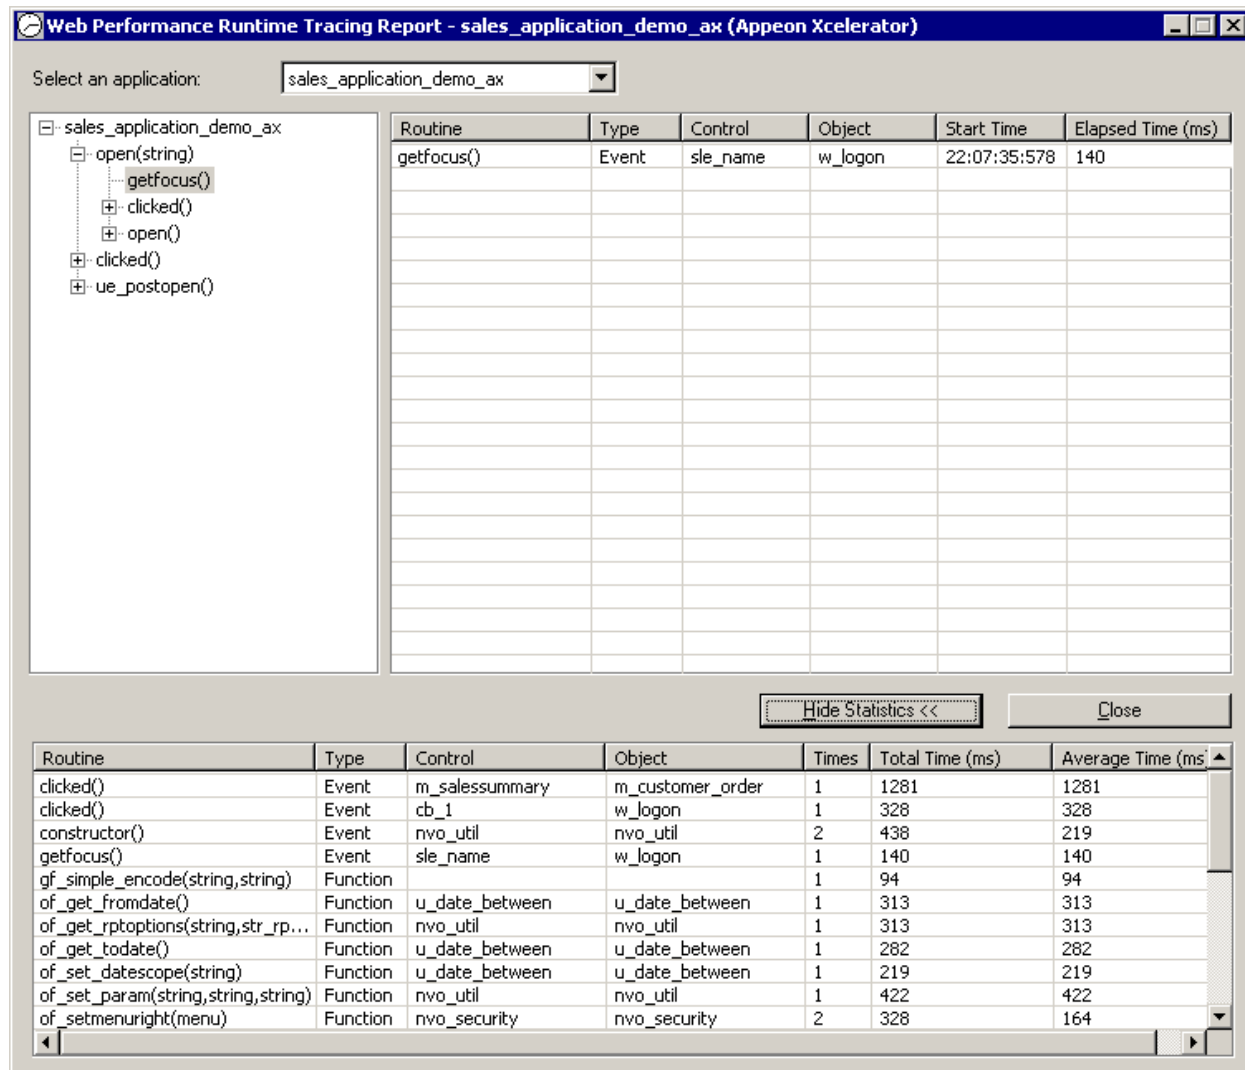 Web Performance Runtime Tracing Report - sales_application_demo_ax (Appeon Xcelerator)
Select an application: sales_application_demo_ax
sales_application_demo_ax
open(string)
getfocus()
clicked()
open()
clicked()
ue_postopen()
Routine Type Control Object Start Time Elapsed Time (ms)
getfocus() Event sle_name w_logon 22:07:35:578 140
Hide Statistics << Close
Routine Type Control Object Times Total Time (ms) Average Time (ms)
clicked() Event m_salessummary m_customer_order 1 1281 1281
clicked() Event cb_1 w_logon 1 328 328
constructor() Event nvo_util nvo_util 2 438 219
getfocus() Event sle_name w_logon 1 140 140
gf_simple_encode(string,string) Function 1 94 94
of_get_fromdate() Function u_date_between u_date_between 1 313 313
of_get_rptoptions(string,str_rp... Function nvo_util nvo_util 1 313 313
of_get_todate() Function u_date_between u_date_between 1 282 282
of_set_datescope(string) Function u_date_between u_date_between 1 219 219
of_set_param(string,string,string) Function nvo_util nvo_util 1 422 422
of_setmenuright(menu) Function nvo_security nvo_security 2 328 164